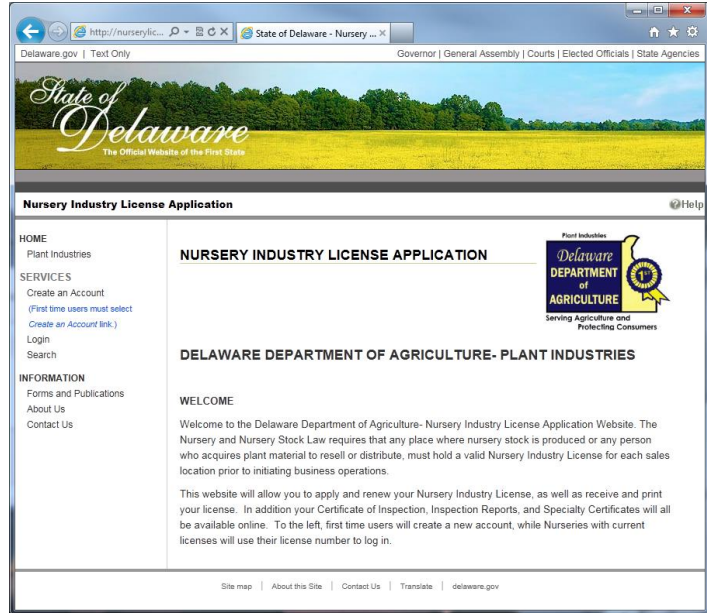 http://nurserylic...
State of Delaware - Nursery ...
Delaware.gov | Text Only
Governor | General Assembly | Courts | Elected Officials | State Agencies
State of
Delaware
The Official Website of the First State
Nursery Industry License Application
Help
HOME
Plant Industries
SERVICES
Create an Account
(First time users must select
Create an Account link.)
Login
Search
INFORMATION
Forms and Publications
About Us
Contact Us
NURSERY INDUSTRY LICENSE APPLICATION
Plant Industries
Delaware
DEPARTMENT
of
AGRICULTURE
1ST
Serving Agriculture and
Protecting Consumers
DELAWARE DEPARTMENT OF AGRICULTURE- PLANT INDUSTRIES
WELCOME
Welcome to the Delaware Department of Agriculture- Nursery Industry License Application Website. The
Nursery and Nursery Stock Law requires that any place where nursery stock is produced or any person
who acquires plant material to resell or distribute, must hold a valid Nursery Industry License for each sales
location prior to initiating business operations.
This website will allow you to apply and renew your Nursery Industry License, as well as receive and print
your license. In addition your Certificate of Inspection, Inspection Reports, and Specialty Certificates will all
be available online. To the left, first time users will create a new account, while Nurseries with current
licenses will use their license number to log in.
Site map | About this Site | Contact Us | Translate | delaware.gov